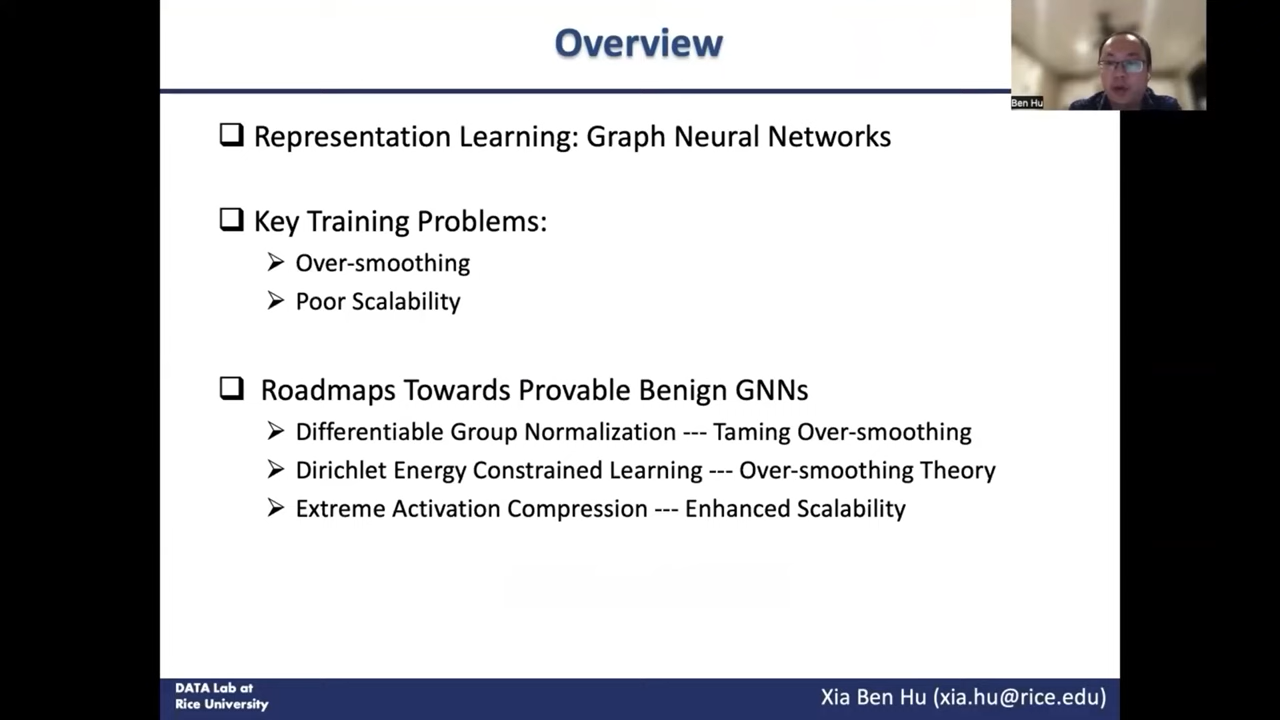 Overview
Ben Hu
❑ Representation Learning: Graph Neural Networks
❑ Key Training Problems:
➢ Over-smoothing
➢ Poor Scalability
❑ Roadmaps Towards Provable Benign GNNs
➢ Differentiable Group Normalization --- Taming Over-smoothing
➢ Dirichlet Energy Constrained Learning --- Over-smoothing Theory
➢ Extreme Activation Compression --- Enhanced Scalability
DATA Lab at
Rice University
Xia Ben Hu (xia.hu@rice.edu)